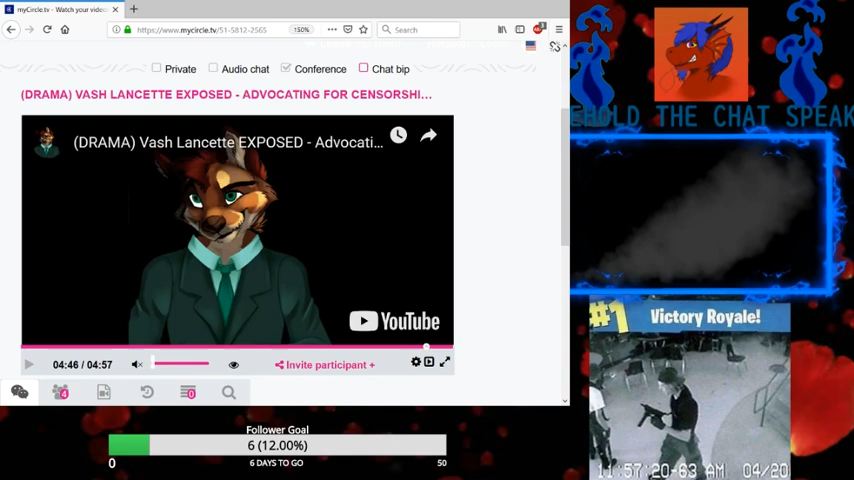 myCircle.tv - Watch your vide
https://www.mycircle.tv/51-5812-2565
150%
Search
Private
Audio chat
Conference
Chat bip
(DRAMA) VASH LANCETTE EXPOSED - ADVOCATING FOR CENSORSHI...
(DRAMA) Vash Lancette EXPOSED - Advocati...
YouTube
04:46 / 04:57
Invite participant +
4
0
Follower Goal
6 (12.00%)
0
6 DAYS TO GO
50
EHOLD THE CHAT SPEAK
#1 Victory Royale!
11:57:20-63 AM 04/20